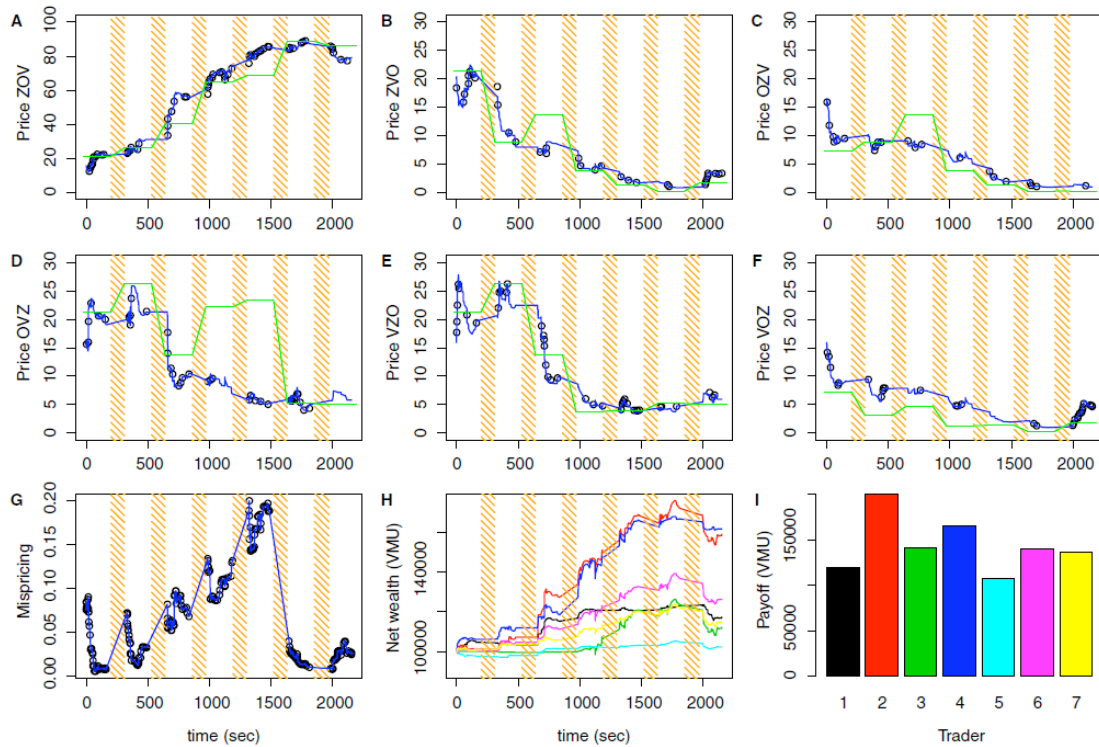 A
Price ZOV
0 20 40 60 80 100
0 500 1000 1500 2000
B
Price ZVO
0 5 10 15 20 25 30
0 500 1000 1500 2000
C
Price OZV
0 5 10 15 20 25 30
0 500 1000 1500 2000
D
Price OVZ
0 5 10 15 20 25 30
0 500 1000 1500 2000
E
Price VZO
0 5 10 15 20 25 30
0 500 1000 1500 2000
F
Price VOZ
0 5 10 15 20 25 30
0 500 1000 1500 2000
G
Mispricing
0.00 0.05 0.10 0.15 0.20
0 500 1000 1500 2000
time (sec)
H
Net wealth (VMU)
100000 140000
0 500 1000 1500 2000
time (sec)
I
Payoff (VMU)
0 50000 150000
1 2 3 4 5 6 7
Trader